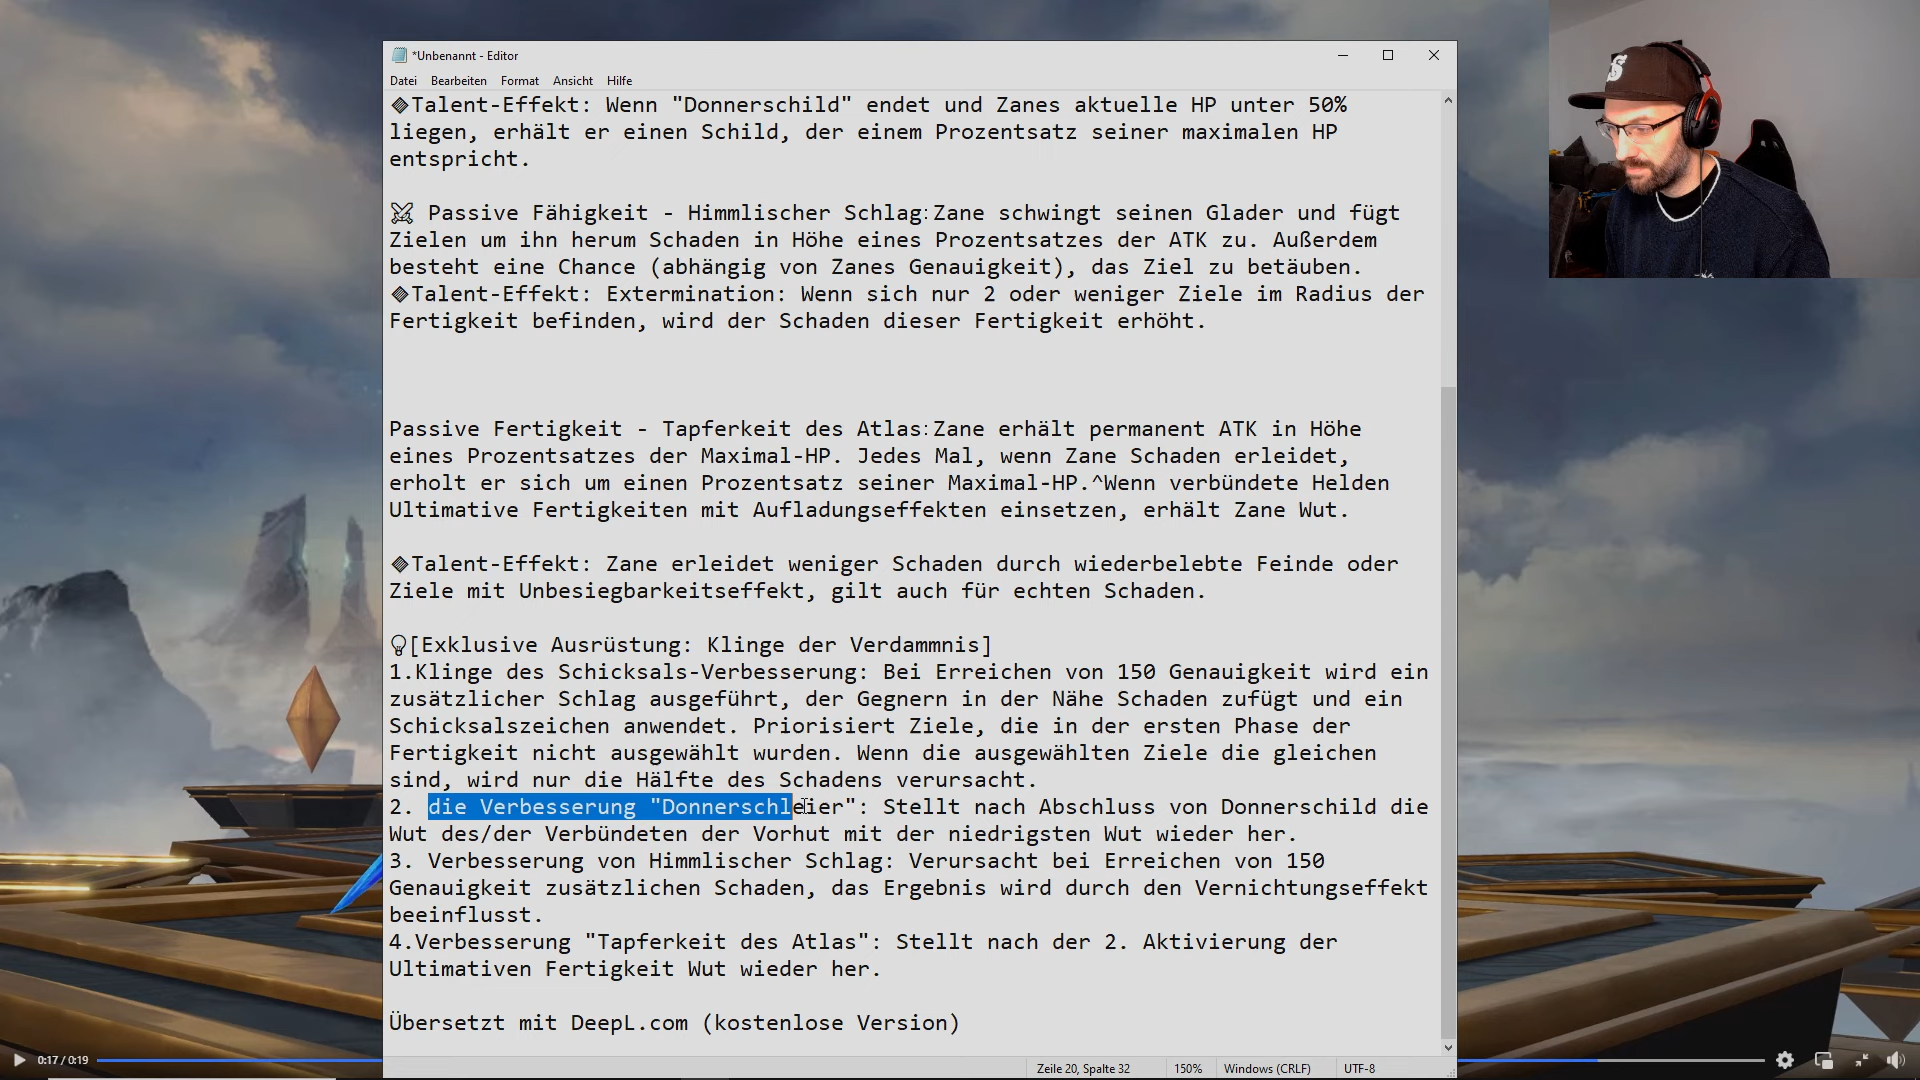 *Unbenannt - Editor
Datei Bearbeiten Format Ansicht Hilfe
◈Talent-Effekt: Wenn "Donnerschild" endet und Zanes aktuelle HP unter 50%
liegen, erhält er einen Schild, der einem Prozentsatz seiner maximalen HP
entspricht.
⚔ Passive Fähigkeit - Himmlischer Schlag:Zane schwingt seinen Glader und fügt
Zielen um ihn herum Schaden in Höhe eines Prozentsatzes der ATK zu. Außerdem
besteht eine Chance (abhängig von Zanes Genauigkeit), das Ziel zu betäuben.
◈Talent-Effekt: Extermination: Wenn sich nur 2 oder weniger Ziele im Radius der
Fertigkeit befinden, wird der Schaden dieser Fertigkeit erhöht.
Passive Fertigkeit - Tapferkeit des Atlas:Zane erhält permanent ATK in Höhe
eines Prozentsatzes der Maximal-HP. Jedes Mal, wenn Zane Schaden erleidet,
erholt er sich um einen Prozentsatz seiner Maximal-HP.^Wenn verbündete Helden
Ultimative Fertigkeiten mit Aufladungseffekten einsetzen, erhält Zane Wut.
◈Talent-Effekt: Zane erleidet weniger Schaden durch wiederbelebte Feinde oder
Ziele mit Unbesiegbarkeitseffekt, gilt auch für echten Schaden.
💡[Exklusive Ausrüstung: Klinge der Verdammnis]
1.Klinge des Schicksals-Verbesserung: Bei Erreichen von 150 Genauigkeit wird ein
zusätzlicher Schlag ausgeführt, der Gegnern in der Nähe Schaden zufügt und ein
Schicksalszeichen anwendet. Priorisiert Ziele, die in der ersten Phase der
Fertigkeit nicht ausgewählt wurden. Wenn die ausgewählten Ziele die gleichen
sind, wird nur die Hälfte des Schadens verursacht.
2. die Verbesserung "Donnerschleier": Stellt nach Abschluss von Donnerschild die
Wut des/der Verbündeten der Vorhut mit der niedrigsten Wut wieder her.
3. Verbesserung von Himmlischer Schlag: Verursacht bei Erreichen von 150
Genauigkeit zusätzlichen Schaden, das Ergebnis wird durch den Vernichtungseffekt
beeinflusst.
4.Verbesserung "Tapferkeit des Atlas": Stellt nach der 2. Aktivierung der
Ultimativen Fertigkeit Wut wieder her.
Übersetzt mit DeepL.com (kostenlose Version)
0:17 / 0:19
Zeile 20, Spalte 32 150% Windows (CRLF) UTF-8